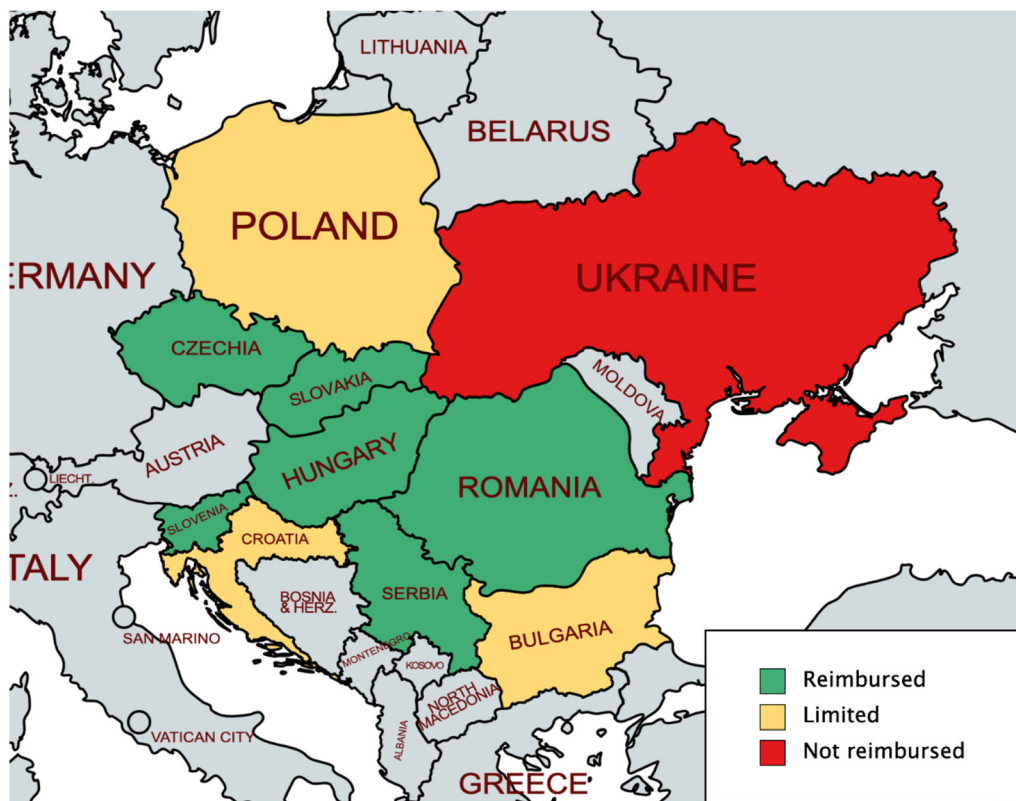 LITHUANIA
BELARUS
POLAND
UKRAINE
ERMANY
CZECHIA
SLOVAKIA
MOLDOVA
AUSTRIA
HUNGARY
LIECHT.
Z.
ROMANIA
SLOVENIA
CROATIA
TALY
BOSNIA
& HERZ.
SERBIA
BULGARIA
SAN MARINO
MONTENEGRO
KOSOVO
NORTH
MACEDONIA
VATICAN CITY
ALBANIA
GREECE
Reimbursed
Limited
Not reimbursed